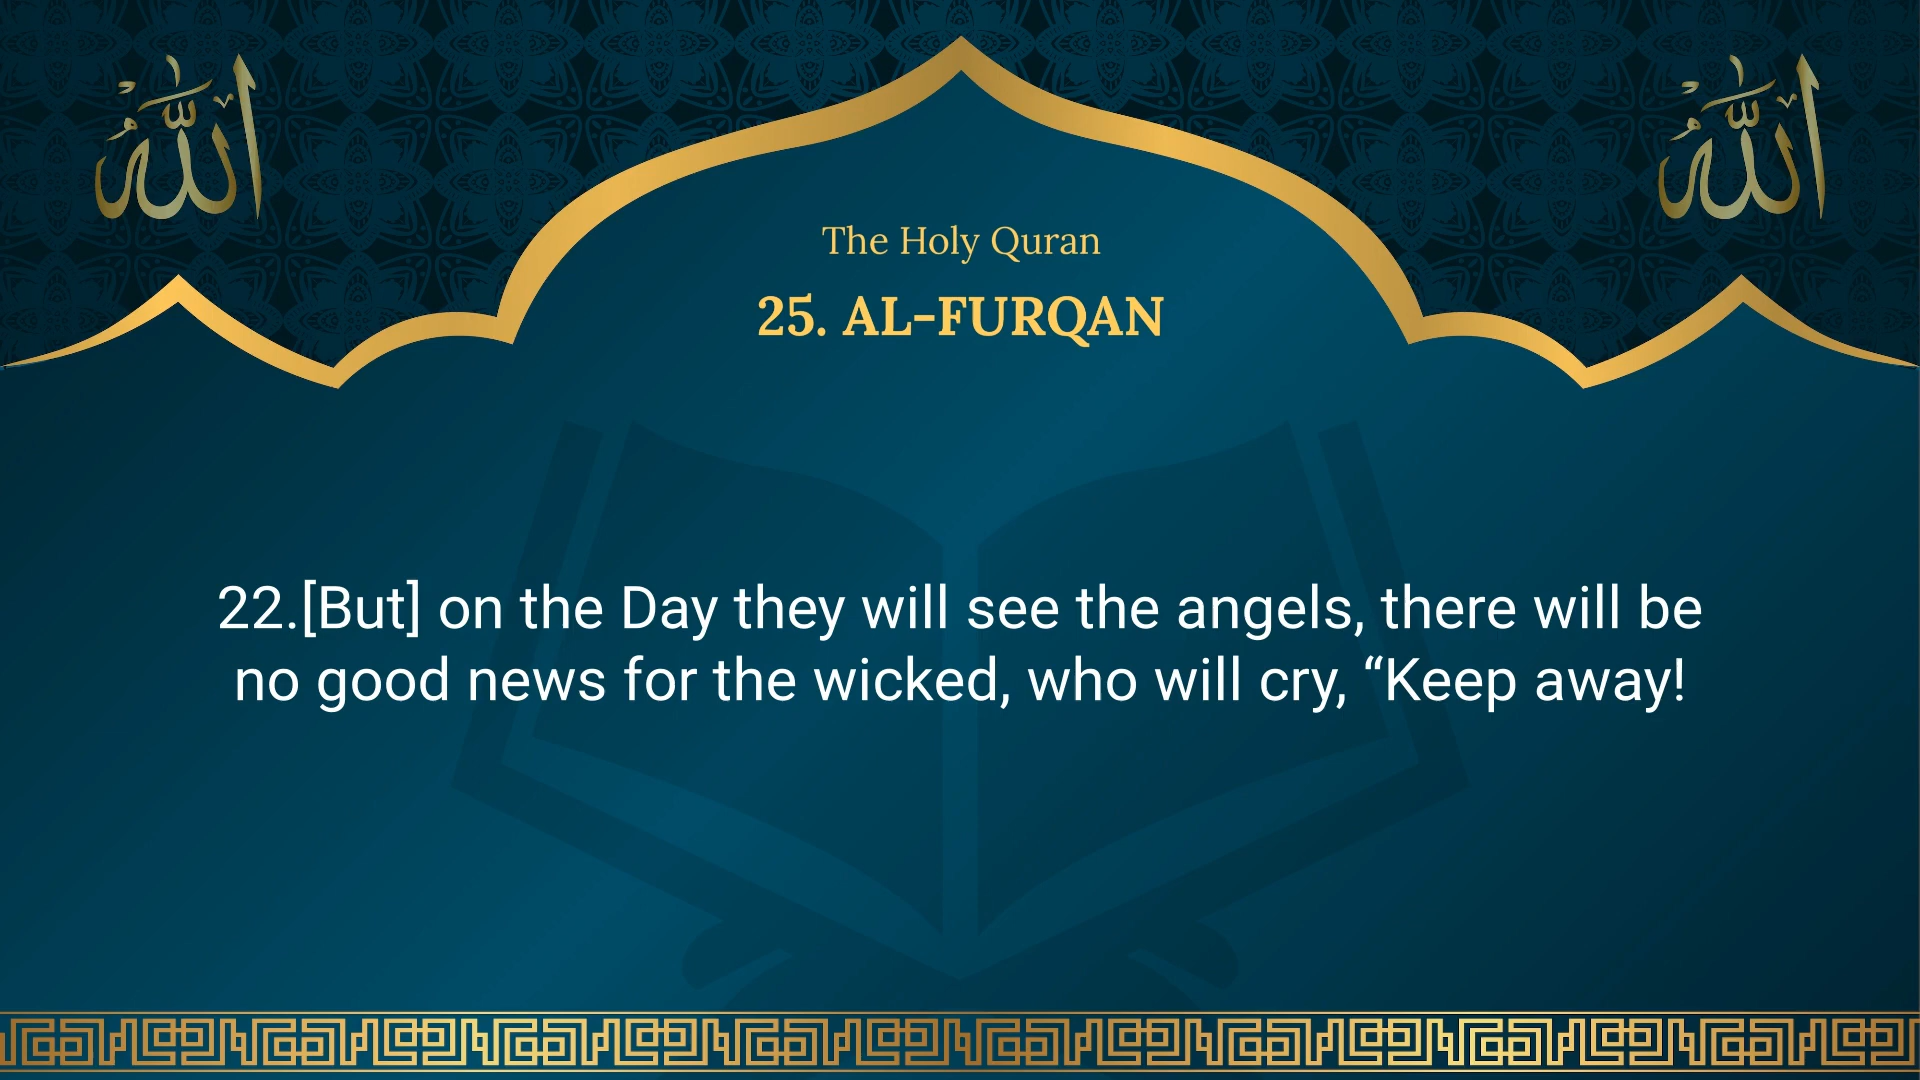 الله
الله
The Holy Quran
25. AL-FURQAN
22.[But] on the Day they will see the angels, there will be
no good news for the wicked, who will cry, “Keep away!